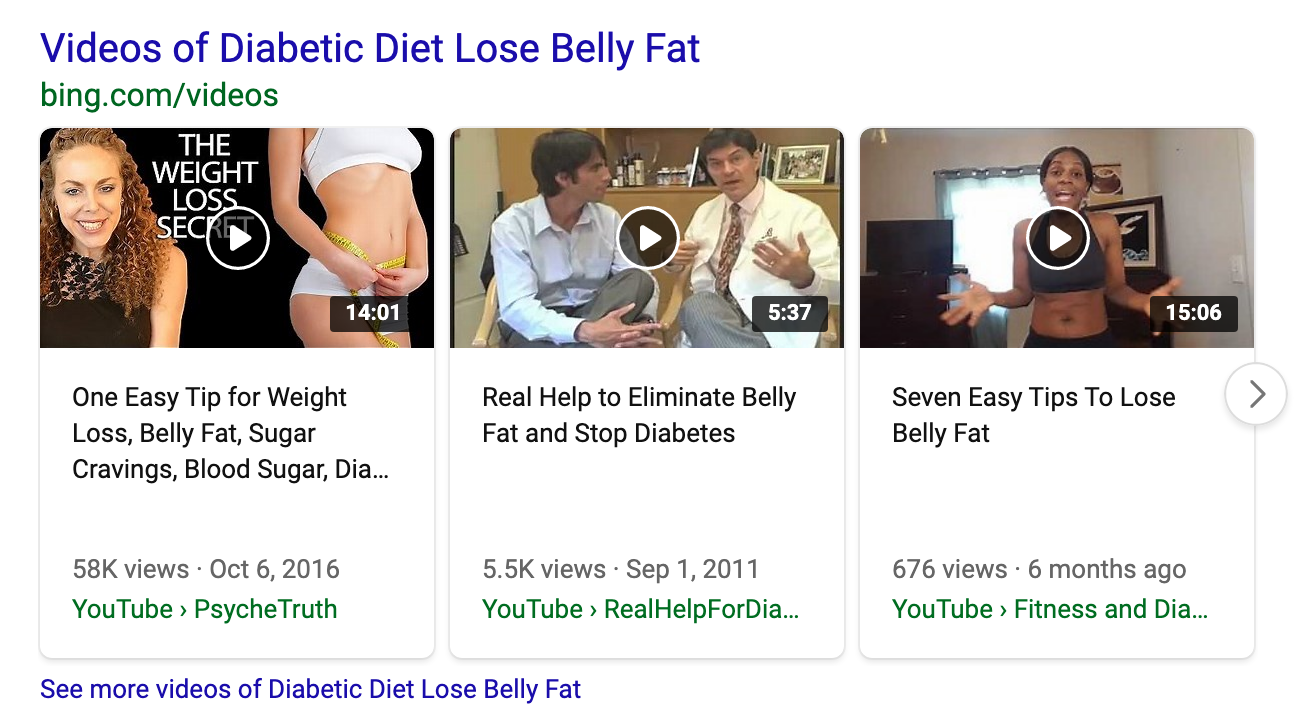 Videos of Diabetic Diet Lose Belly Fat
bing.com/videos
THE
WEIGHT
LOSS
SECRET
14:01
5:37
15:06
One Easy Tip for Weight
Loss, Belly Fat, Sugar
Cravings, Blood Sugar, Dia...
58K views · Oct 6, 2016
YouTube › PsycheTruth
Real Help to Eliminate Belly
Fat and Stop Diabetes
5.5K views · Sep 1, 2011
YouTube › RealHelpForDia...
Seven Easy Tips To Lose
Belly Fat
676 views · 6 months ago
YouTube › Fitness and Dia...
See more videos of Diabetic Diet Lose Belly Fat